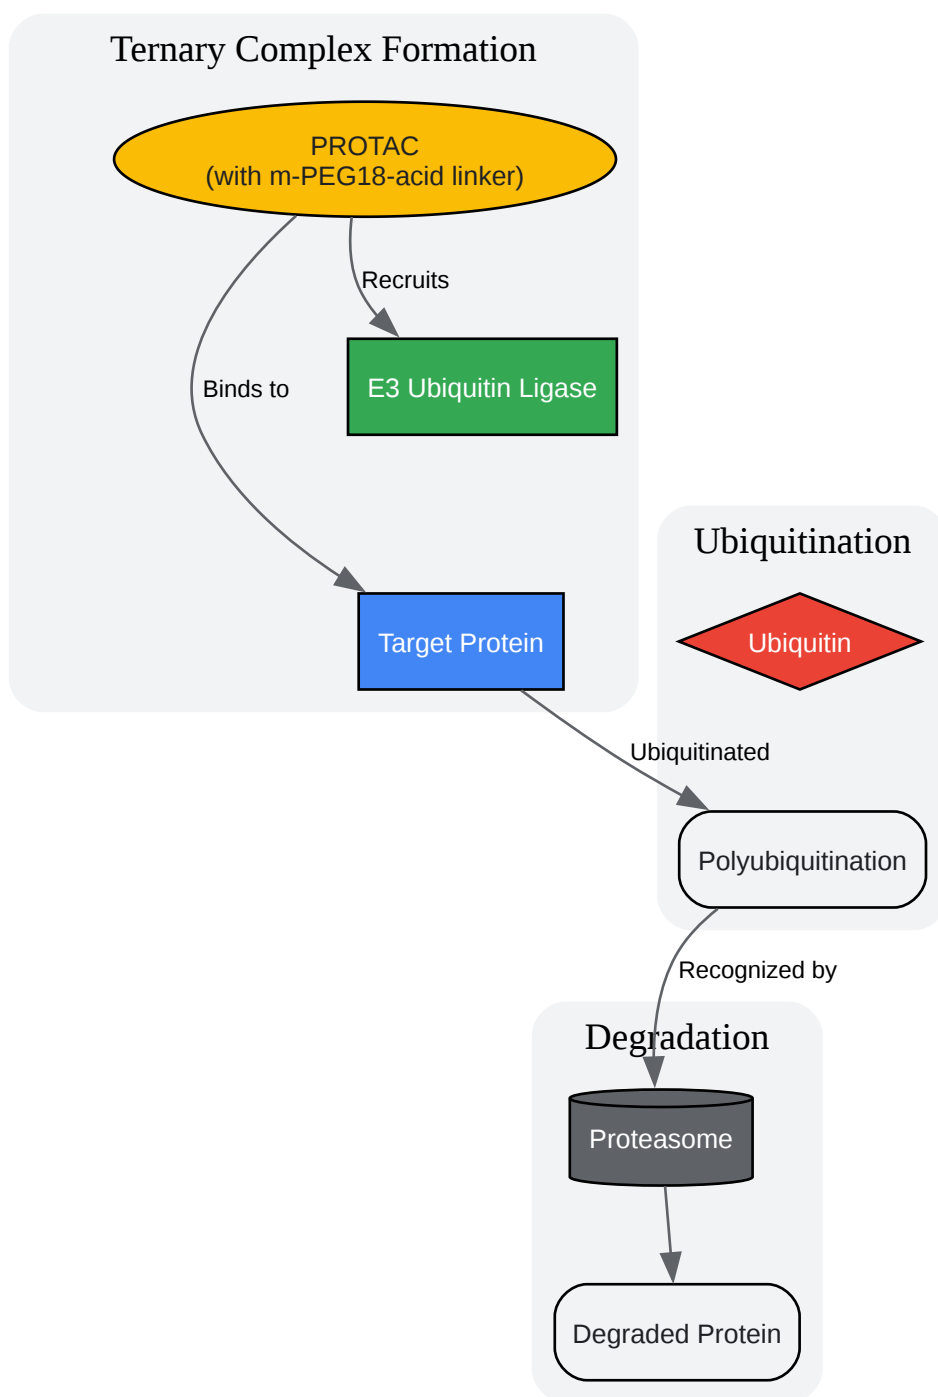 Ternary Complex Formation
PROTAC
(with m-PEG18-acid linker)
Recruits
E3 Ubiquitin Ligase
Binds to
Target Protein
Ubiquitination
Ubiquitin
Ubiquitinated
Polyubiquitination
Recognized by
Degradation
Proteasome
Degraded Protein